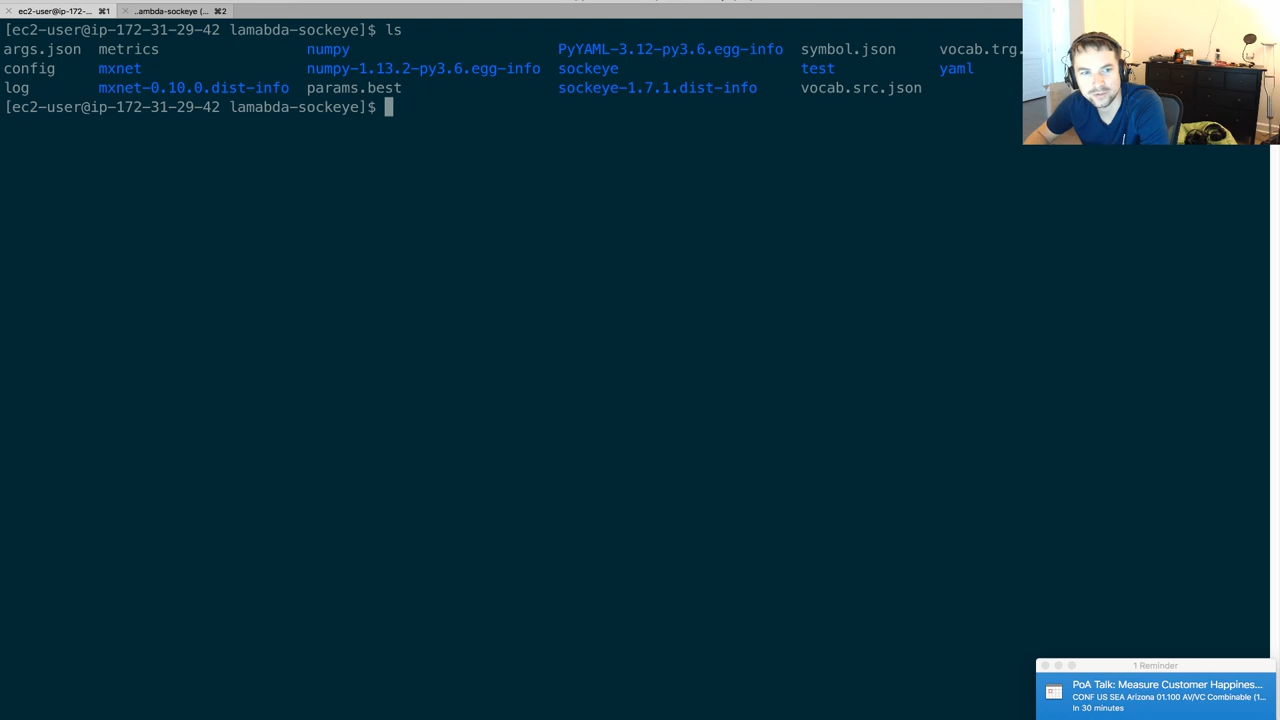 ec2-user@ip-172-... ⌘1 ..ambda-sockeye (... ⌘2
[ec2-user@ip-172-31-29-42 lamabda-sockeye]$ ls
args.json metrics numpy PyYAML-3.12-py3.6.egg-info symbol.json vocab.trg.
config mxnet numpy-1.13.2-py3.6.egg-info sockeye test yaml
log mxnet-0.10.0.dist-info params.best sockeye-1.7.1.dist-info vocab.src.json
[ec2-user@ip-172-31-29-42 lamabda-sockeye]$
1 Reminder
PoA Talk: Measure Customer Happines...
CONF US SEA Arizona 01.100 AV/VC Combinable (1...
In 30 minutes